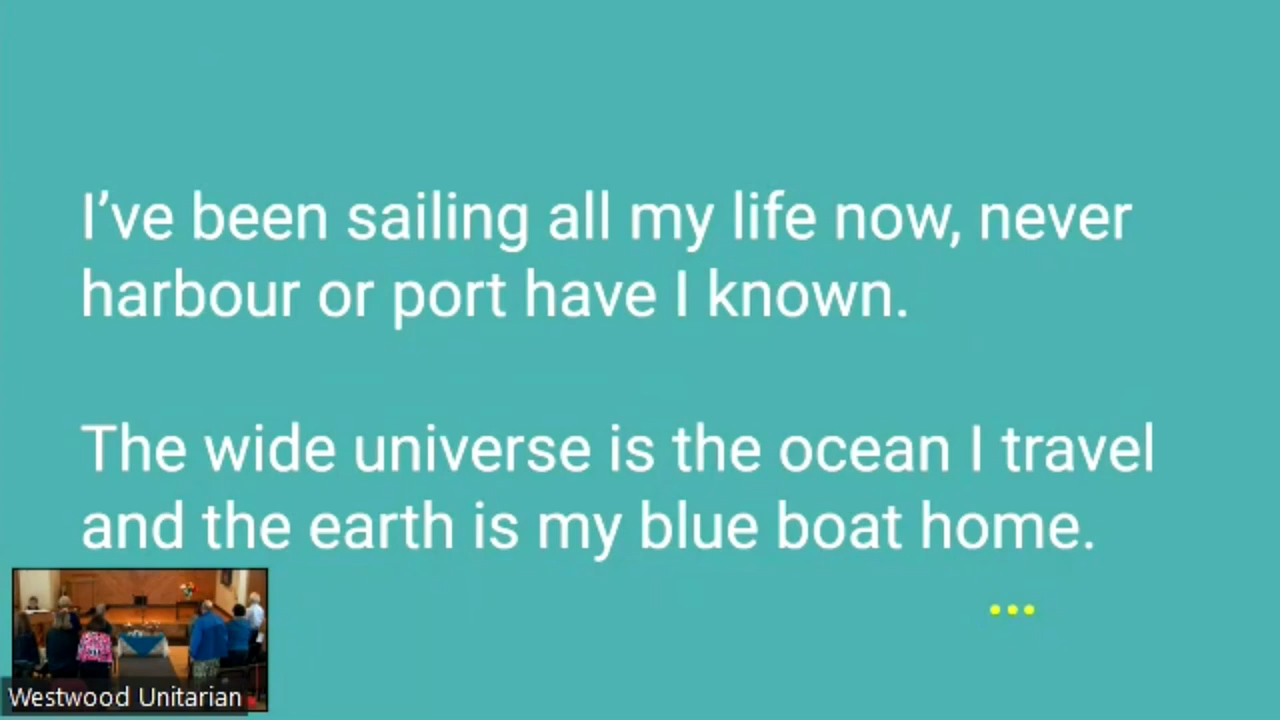 I’ve been sailing all my life now, never
harbour or port have I known.
The wide universe is the ocean I travel
and the earth is my blue boat home.
...
Westwood Unitarian